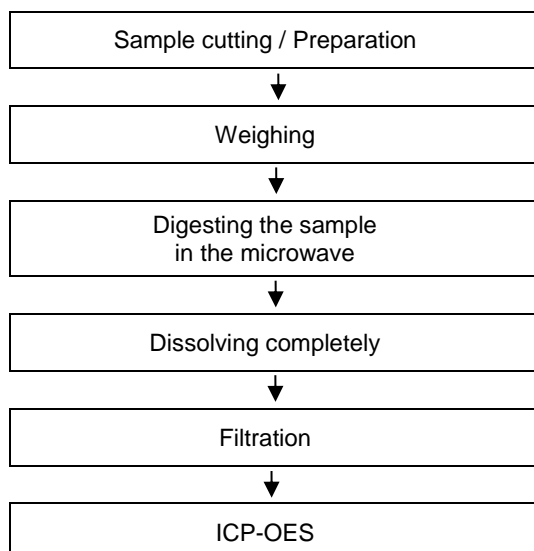 Sample cutting / Preparation
Weighing
Digesting the sample
in the microwave
Dissolving completely
Filtration
ICP-OES